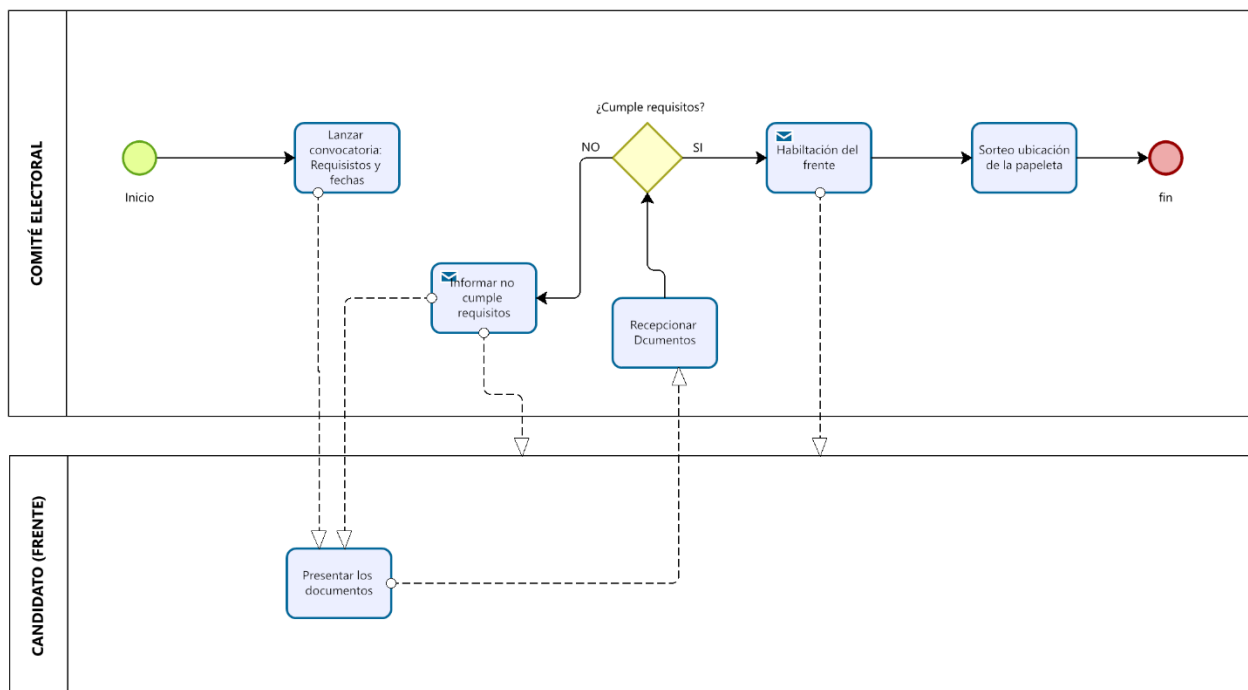 COMITÉ ELECTORAL
Inicio
Lanzar
convocatoria:
Requisistos y
fechas
¿Cumple requisitos?
NO
SI
Habiltación del
frente
Sorteo ubicación
de la papeleta
fin
Informar no
cumple
requisitos
Recepcionar
Dcumentos
CANDIDATO (FRENTE)
Presentar los
documentos